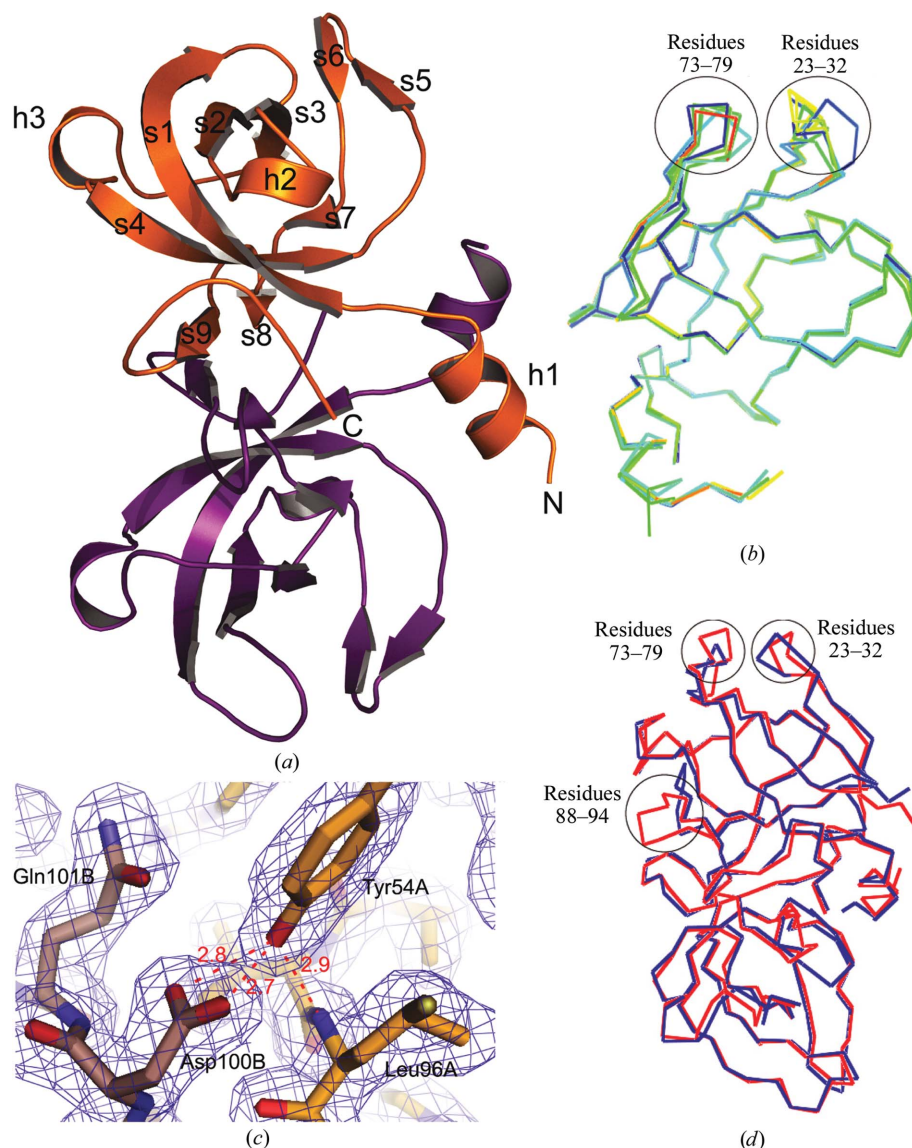 s6
s5
h3
s1
s2
s3
h2
s4
s7
s9
s8
h1
C
N
(a)
Residues
73–79
Residues
23–32
(b)
Gln101B
Tyr54A
2.8
2.7
2.9
Asp100B
Leu96A
(c)
Residues
73–79
Residues
23–32
Residues
88–94
(d)